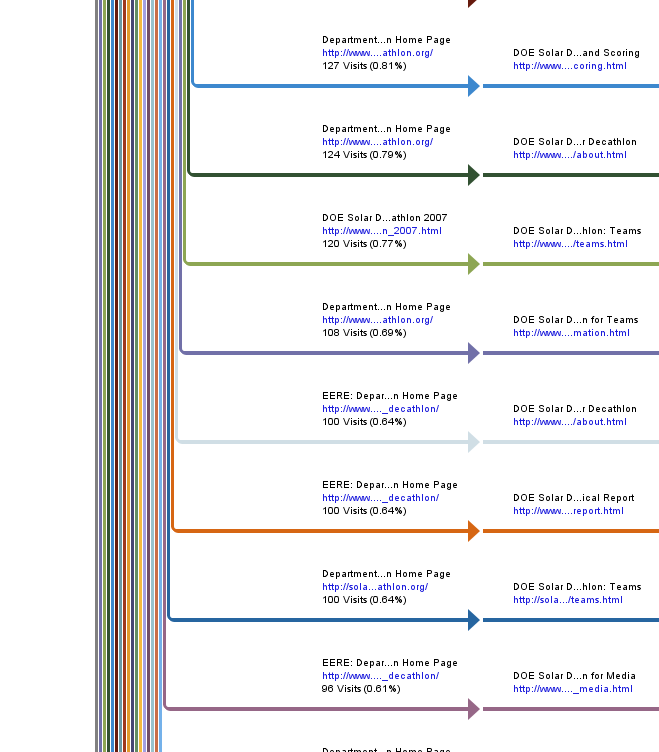 Department...n Home Page
http://www....athlon.org/
127 Visits (0.81%)
DOE Solar D...and Scoring
http://www....coring.html
Department...n Home Page
http://www....athlon.org/
124 Visits (0.79%)
DOE Solar D...r Decathlon
http://www..../about.html
DOE Solar D...athlon 2007
http://www....n_2007.html
120 Visits (0.77%)
DOE Solar D...hlon: Teams
http://www..../teams.html
Department...n Home Page
http://www....athlon.org/
108 Visits (0.69%)
DOE Solar D...n for Teams
http://www....mation.html
EERE: Depar...n Home Page
http://www...._decathlon/
100 Visits (0.64%)
DOE Solar D...r Decathlon
http://www..../about.html
EERE: Depar...n Home Page
http://www...._decathlon/
100 Visits (0.64%)
DOE Solar D...ical Report
http://www....report.html
Department...n Home Page
http://sola...athlon.org/
100 Visits (0.64%)
DOE Solar D...hlon: Teams
http://sola.../teams.html
EERE: Depar...n Home Page
http://www...._decathlon/
96 Visits (0.61%)
DOE Solar D...n for Media
http://www...._media.html
Department...n Home Page